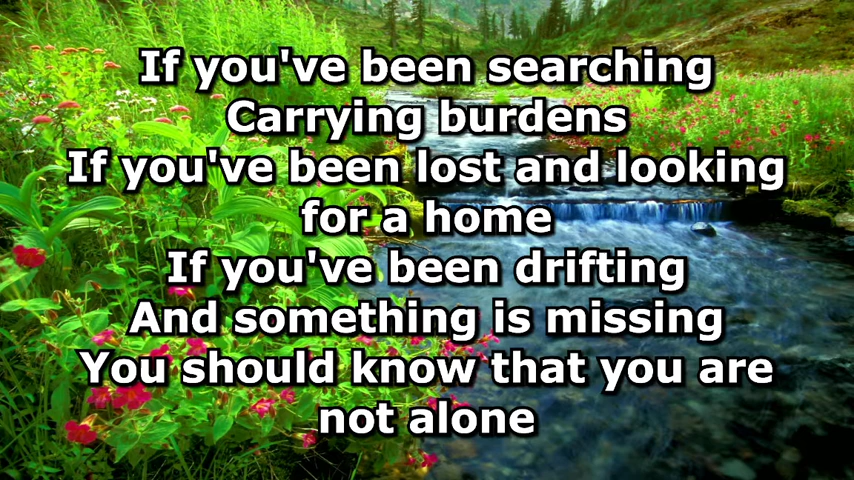 If you've been searching
Carrying burdens
If you've been lost and looking
for a home
If you've been drifting
And something is missing
You should know that you are
not alone